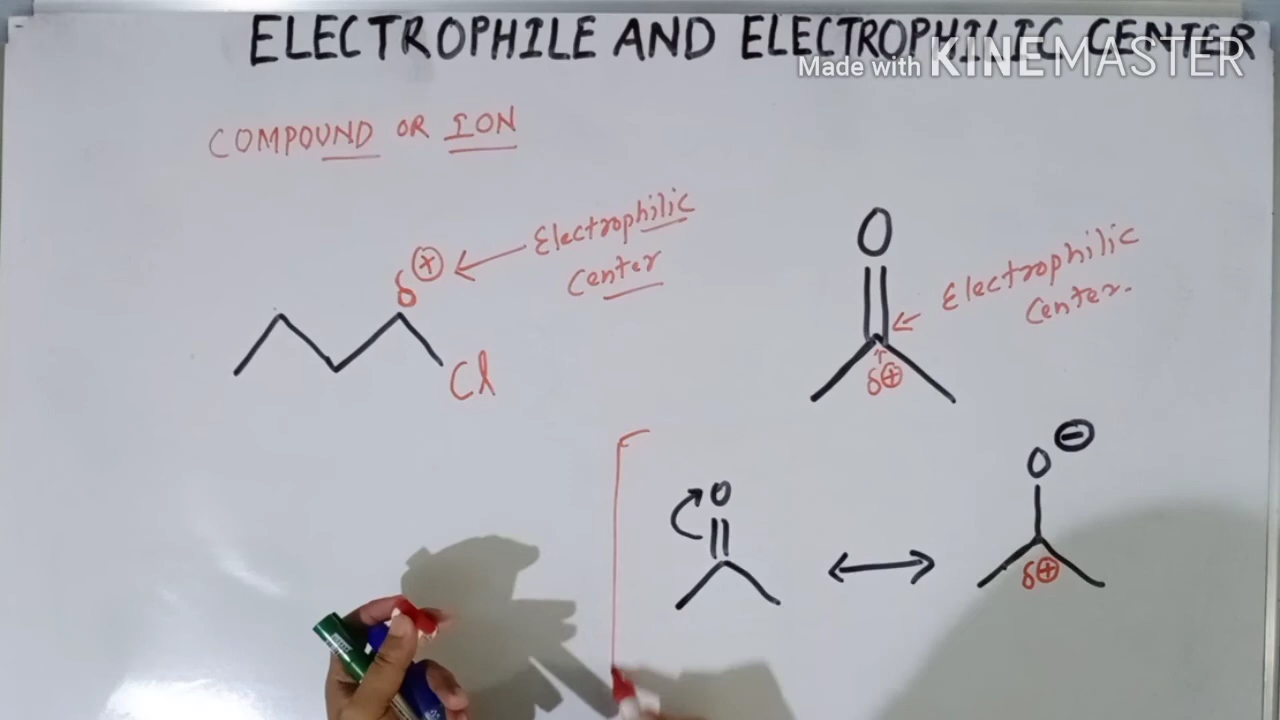 ELECTROPHILE AND ELECTROPHILIC CENTER
Made with KINEMASTER
COMPOUND OR ION
Electrophilic
Center
δ⊕
Cl
O
Electrophilic
Center.
δ⊕
O
O ⊖
δ⊕